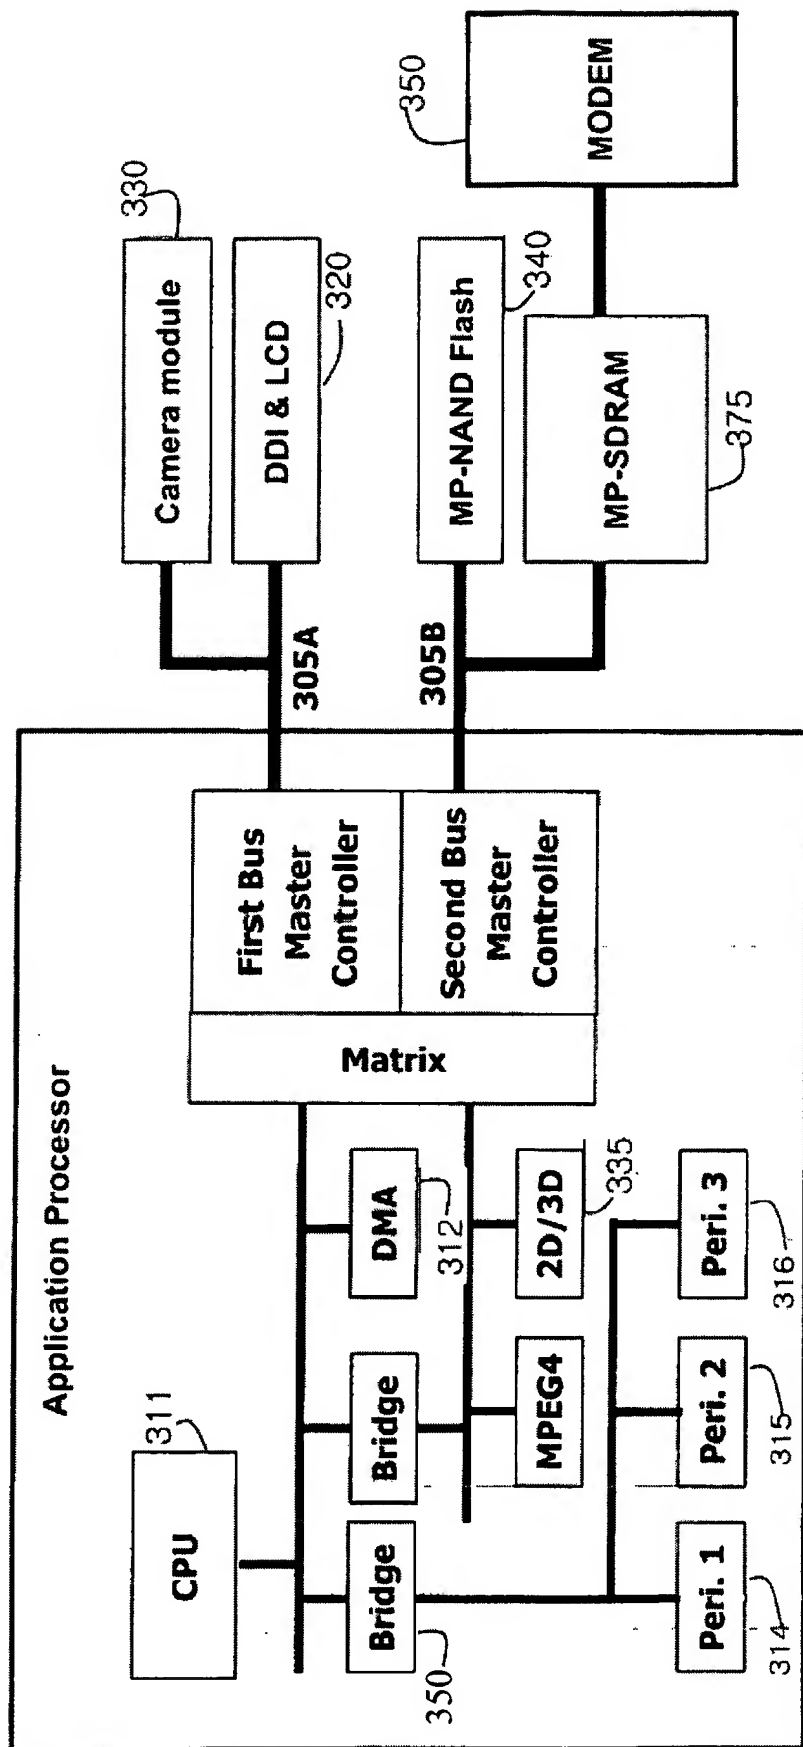 Application Processor
CPU
311
Bridge
350
Bridge
DMA
312
MPEG4
2D/3D
335
Peri. 1
314
Peri. 2
315
Peri. 3
316
Matrix
First Bus
Master
Controller
Second Bus
Master
Controller
305A
305B
Camera module
330
DDI & LCD
320
MP-NAND Flash
340
MP-SDRAM
375
MODEM
350